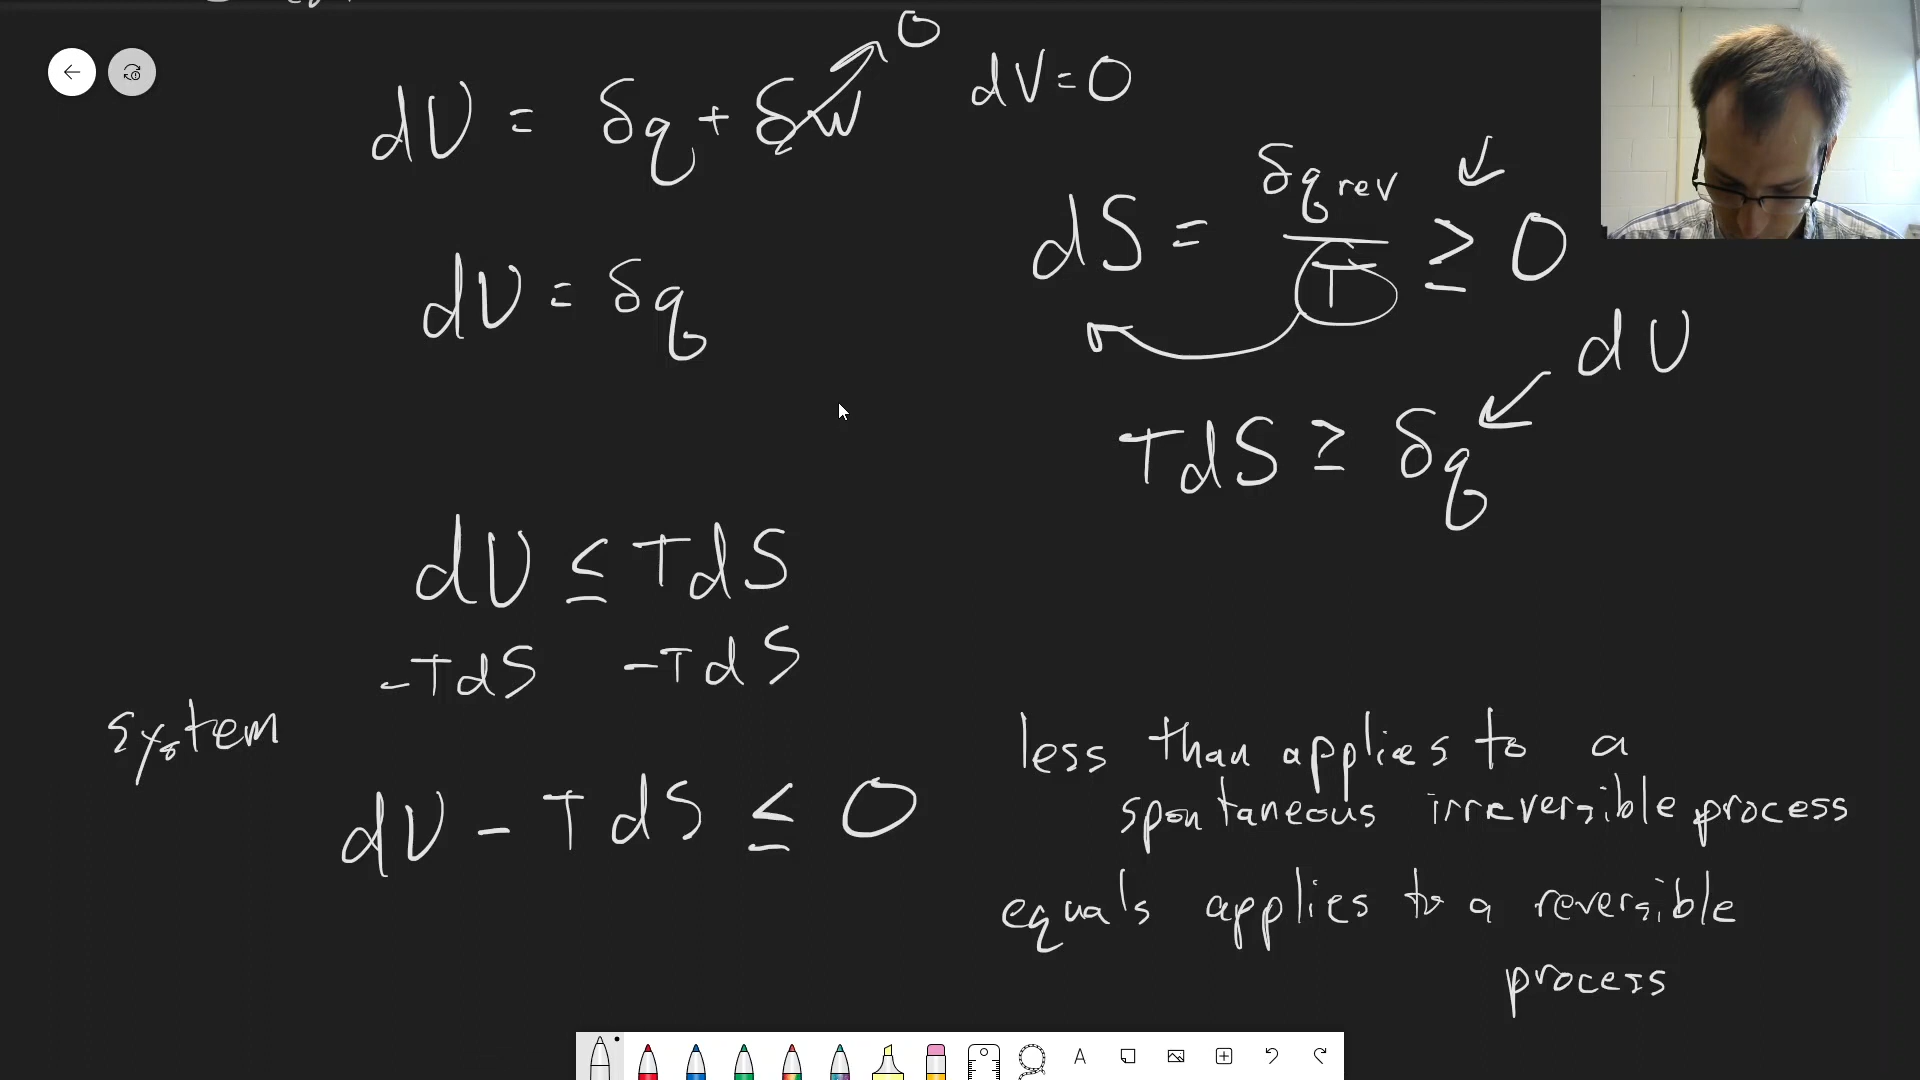 dU = δq + δw → 0
dV = 0
dS = δq rev / T ≥ 0
dU = δq
dU
TdS ≥ δq
dU ≤ TdS
-TdS -TdS
system
dU - TdS ≤ 0
less than applies to a
spontaneous irreversible process
equals applies to a reversible
process
A